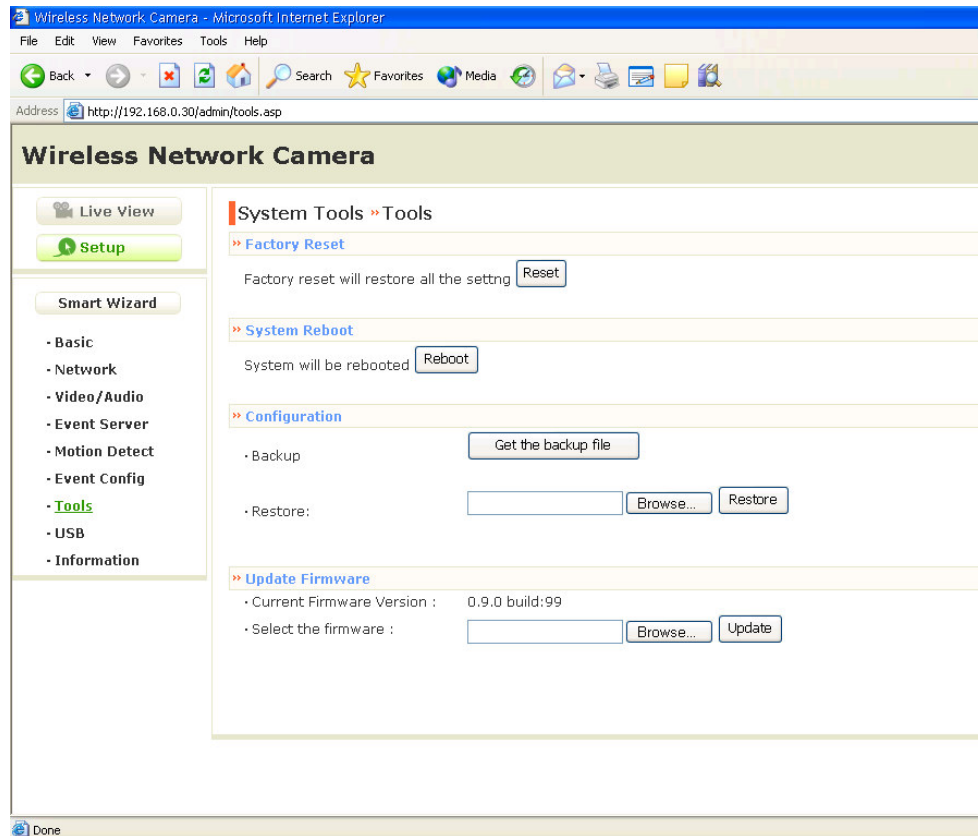 Wireless Network Camera - Microsoft Internet Explorer
File Edit View Favorites Tools Help
Back Search Favorites Media
Address http://192.168.0.30/admin/tools.asp
Wireless Network Camera
Live View
Setup
Smart Wizard
· Basic
· Network
· Video/Audio
· Event Server
· Motion Detect
· Event Config
· Tools
· USB
· Information
System Tools » Tools
» Factory Reset
Factory reset will restore all the settng Reset
» System Reboot
System will be rebooted Reboot
» Configuration
· Backup Get the backup file
· Restore: Browse... Restore
» Update Firmware
· Current Firmware Version : 0.9.0 build:99
· Select the firmware : Browse... Update
Done